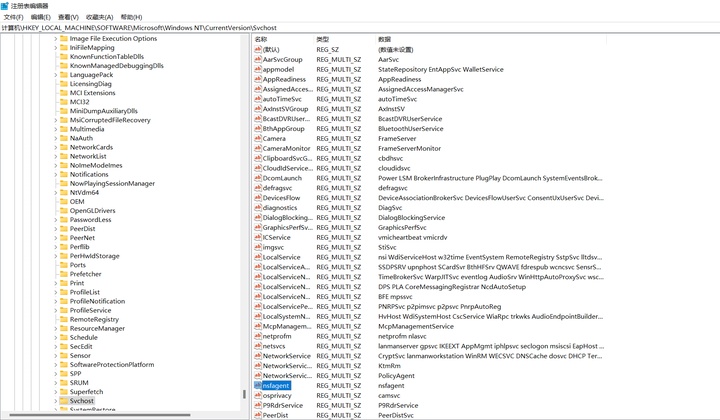 注册表编辑器
文件(F) 编辑(E) 查看(V) 收藏夹(A) 帮助(H)
计算机\HKEY_LOCAL_MACHINE\SOFTWARE\Microsoft\Windows NT\CurrentVersion\Svchost
Image File Execution Options
IniFileMapping
KnownFunctionTableDlls
KnownManagedDebuggingDlls
LanguagePack
LicensingDiag
MCI Extensions
MCI32
MiniDumpAuxiliaryDlls
MsiCorruptedFileRecovery
Multimedia
NaAuth
NetworkCards
NetworkList
NoImeModeImes
Notifications
NowPlayingSessionManager
NtVdm64
OEM
OpenGLDrivers
PasswordLess
PeerDist
PeerNet
Perflib
PerHwIdStorage
Ports
Prefetcher
Print
ProfileList
ProfileNotification
ProfileService
RemoteRegistry
ResourceManager
Schedule
SecEdit
Sensor
SoftwareProtectionPlatform
SPP
SRUM
Superfetch
Svchost
SystemRestore
名称 类型 数据
(默认) REG_SZ (数值未设置)
AarSvcGroup REG_MULTI_SZ AarSvc
appmodel REG_MULTI_SZ StateRepository EntAppSvc WalletService
AppReadiness REG_MULTI_SZ AppReadiness
AssignedAcces... REG_MULTI_SZ AssignedAccessManagerSvc
autoTimeSvc REG_MULTI_SZ autoTimeSvc
AxInstSVGroup REG_MULTI_SZ AxInstSV
BcastDVRUser... REG_MULTI_SZ BcastDVRUserService
BthAppGroup REG_MULTI_SZ BluetoothUserService
Camera REG_MULTI_SZ FrameServer
CameraMonitor REG_MULTI_SZ FrameServerMonitor
ClipboardSvcG... REG_MULTI_SZ cbdhsvc
CloudIdService... REG_MULTI_SZ cloudidsvc
DcomLaunch REG_MULTI_SZ Power LSM BrokerInfrastructure PlugPlay DcomLaunch SystemEventsBrok...
defragsvc REG_MULTI_SZ defragsvc
DevicesFlow REG_MULTI_SZ DeviceAssociationBrokerSvc DevicesFlowUserSvc ConsentUxUserSvc Devi...
diagnostics REG_MULTI_SZ DiagSvc
DialogBlocking... REG_MULTI_SZ DialogBlockingService
GraphicsPerfSv... REG_MULTI_SZ GraphicsPerfSvc
ICService REG_MULTI_SZ vmicheartbeat vmicrdv
imgsvc REG_MULTI_SZ StiSvc
LocalService REG_MULTI_SZ nsi WdiServiceHost w32time EventSystem RemoteRegistry SstpSvc lltdsv...
LocalServiceA... REG_MULTI_SZ SSDPSRV upnphost SCardSvr BthHFSrv QWAVE fdrespub wcncsvc SensrS...
LocalServiceN... REG_MULTI_SZ TimeBrokerSvc WarpJITSvc eventlog AudioSrv WinHttpAutoProxySvc wsc...
LocalServiceN... REG_MULTI_SZ DPS PLA CoreMessagingRegistrar NcdAutoSetup
LocalServiceN... REG_MULTI_SZ BFE mpssvc
LocalServicePe... REG_MULTI_SZ PNRPSvc p2pimsvc p2psvc PnrpAutoReg
LocalSystemN... REG_MULTI_SZ HvHost WdiSystemHost CscService WiaRpc trkwks AudioEndpointBuilder...
McpManagem... REG_MULTI_SZ McpManagementService
netprofm REG_MULTI_SZ netprofm nlasvc
netsvcs REG_MULTI_SZ lanmanserver gpsvc IKEEXT AppMgmt iphlpsvc seclogon msiscsi EapHost ...
NetworkService REG_MULTI_SZ CryptSvc lanmanworkstation WinRM WECSVC DNSCache dosvc DHCP Ter...
NetworkServic... REG_MULTI_SZ KtmRm
NetworkServic... REG_MULTI_SZ PolicyAgent
nsfagent REG_MULTI_SZ nsfagent
osprivacy REG_MULTI_SZ camsvc
P9RdrService REG_MULTI_SZ P9RdrService
PeerDist REG_MULTI_SZ PeerDistSvc